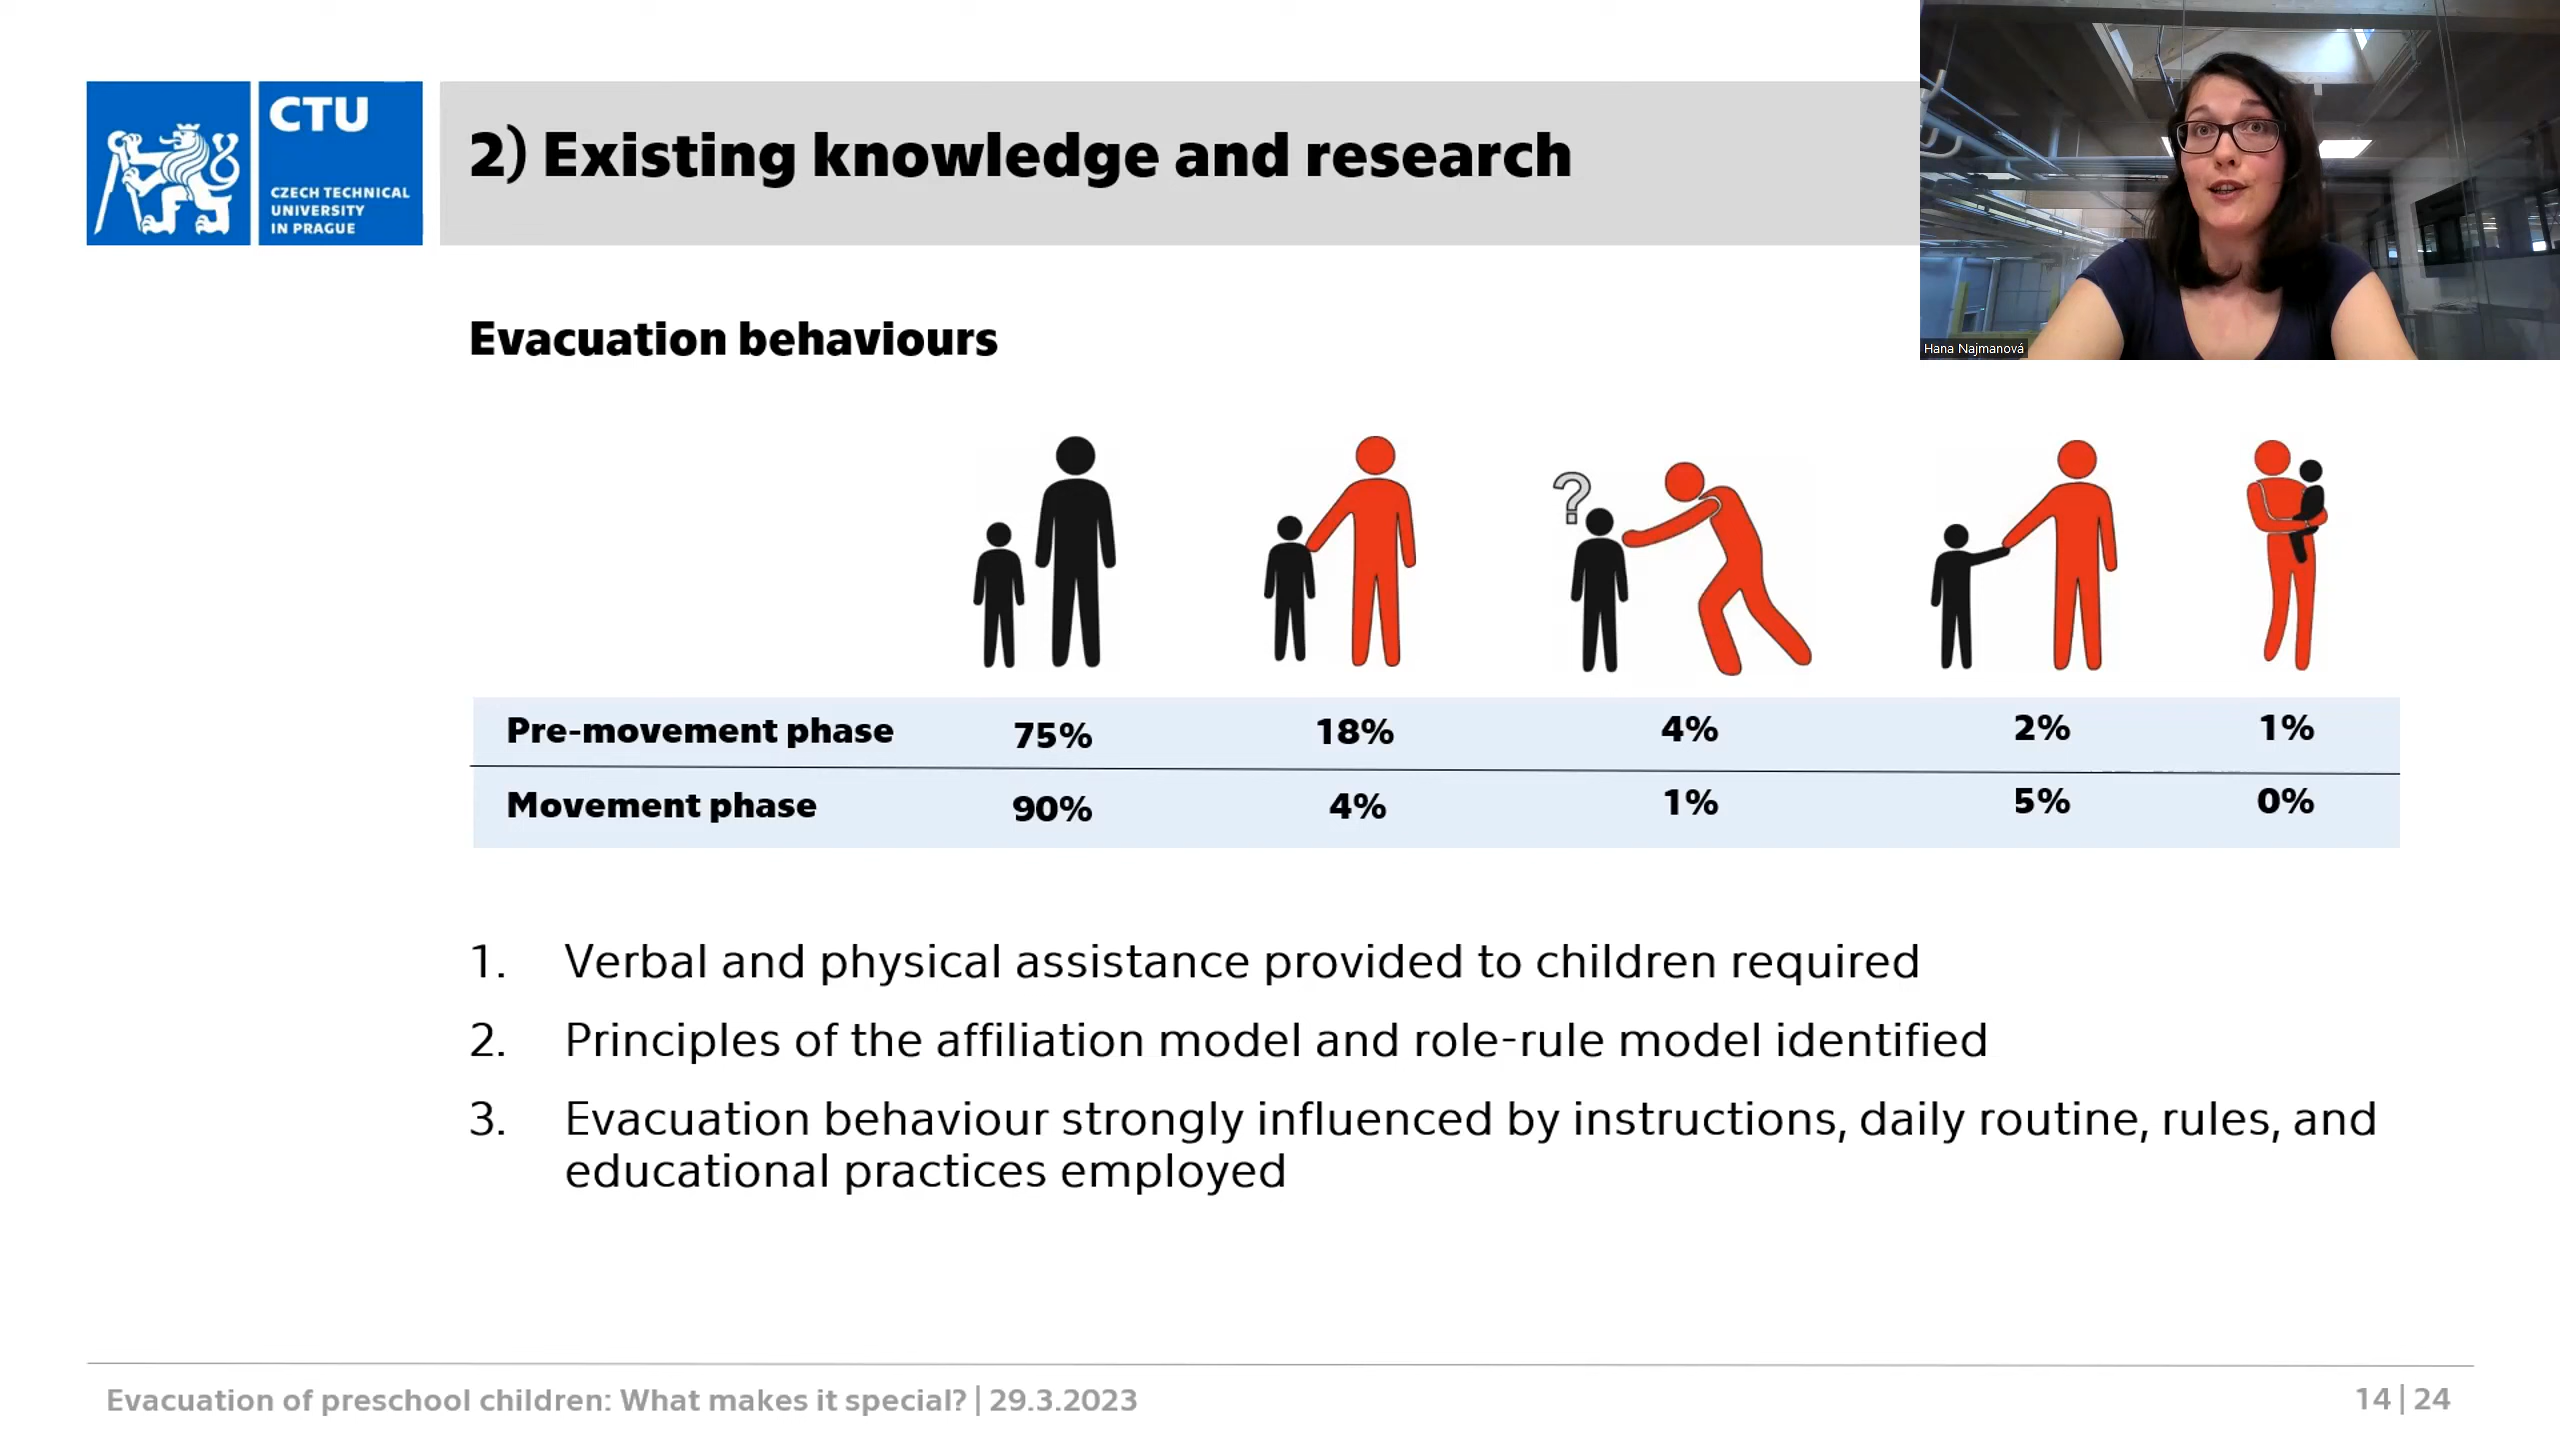 CTU
CZECH TECHNICAL
UNIVERSITY
IN PRAGUE
2) Existing knowledge and research
Hana Najmanová
Evacuation behaviours
?
Pre-movement phase 75% 18% 4% 2% 1%
Movement phase 90% 4% 1% 5% 0%
1. Verbal and physical assistance provided to children required
2. Principles of the affiliation model and role-rule model identified
3. Evacuation behaviour strongly influenced by instructions, daily routine, rules, and
educational practices employed
Evacuation of preschool children: What makes it special? | 29.3.2023
14 | 24